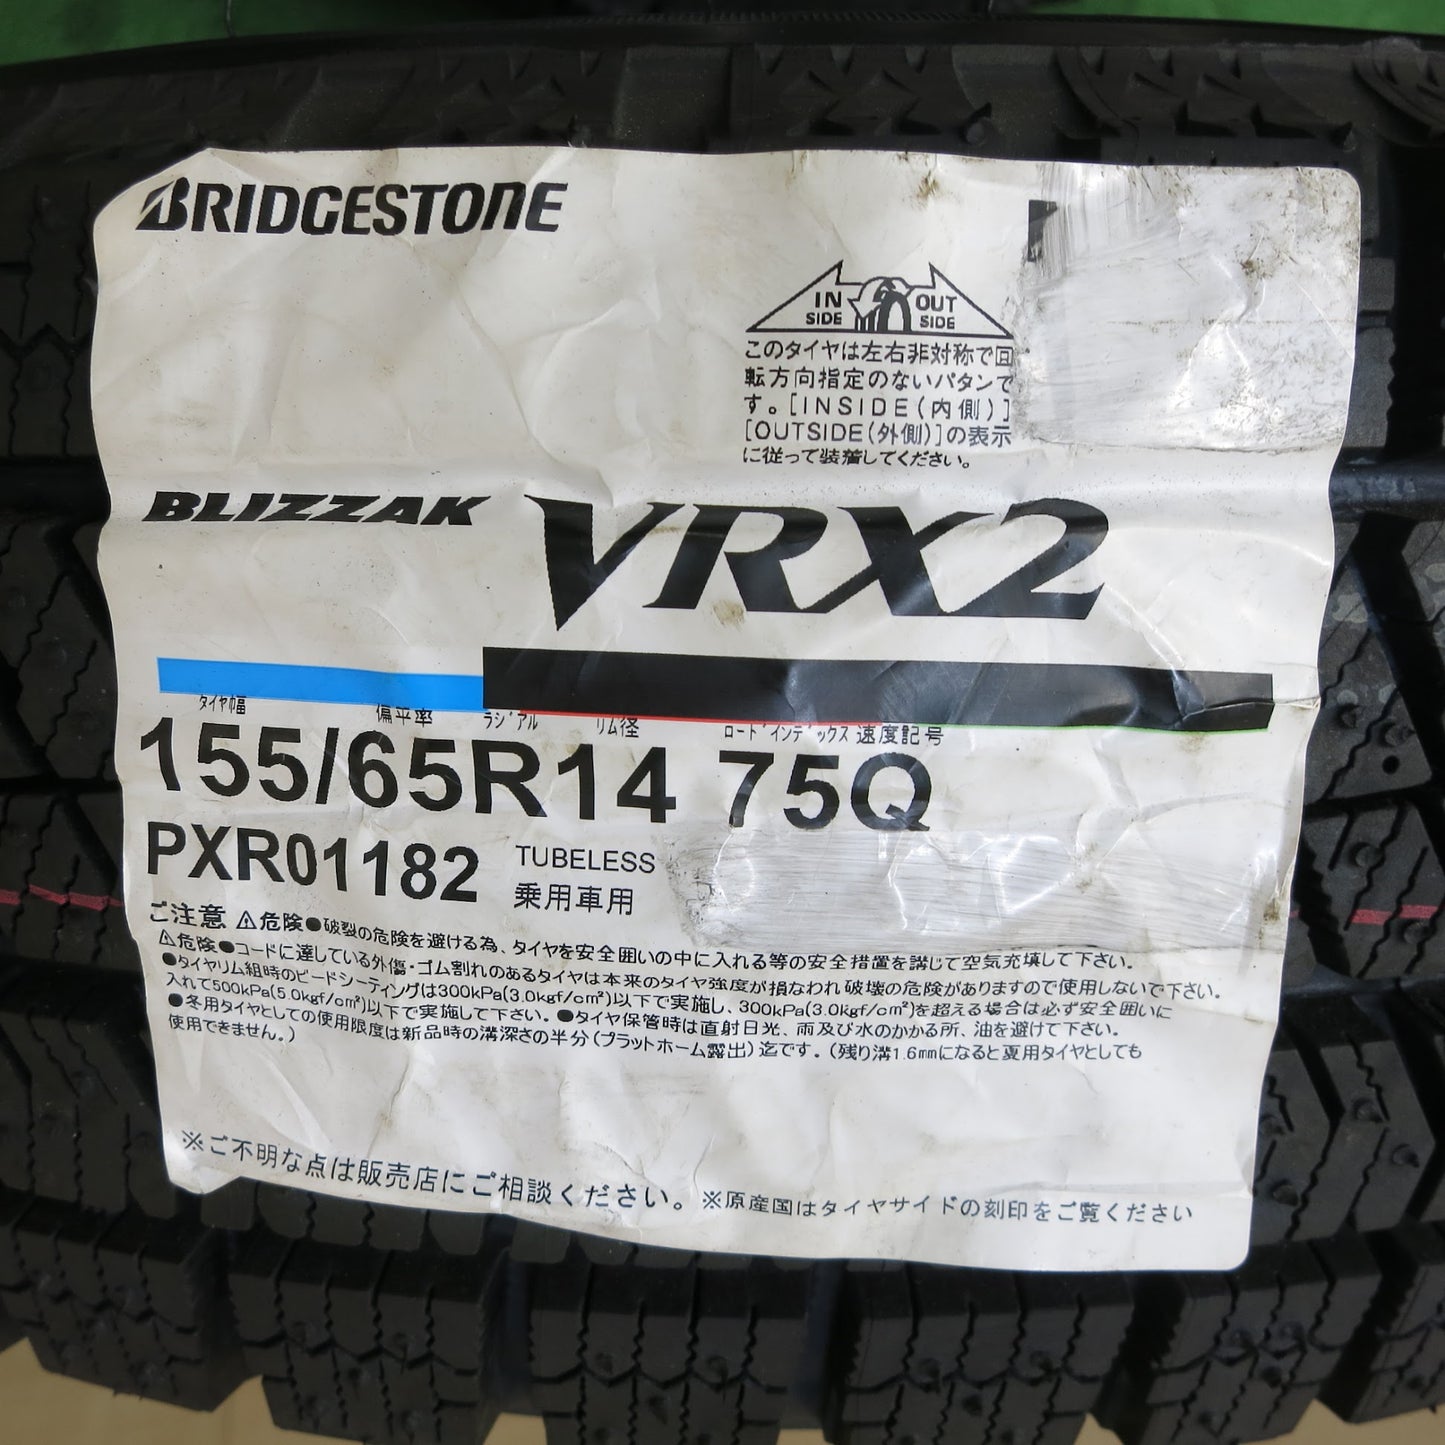 BRIDGESTONE
IN SIDE OUT SIDE
このタイヤは左右非対称で回
転方向指定のないパタンで
す。[INSIDE(内側)]
[OUTSIDE(外側)]の表示
に従って装着してください。
BLIZZAK VRX2
タイヤ幅 偏平率 ラジアル リム径 ロードインデックス 速度記号
155/65R14 75Q
PXR01182 TUBELESS
乗用車用
ご注意 ⚠危険●破裂の危険を避ける為、タイヤを安全囲いの中に入れる等の安全措置を講じて空気充填して下さい。
⚠危険●コードに達している外傷・ゴム割れのあるタイヤは本来のタイヤ強度が損なわれ破壊の危険がありますので使用しないで下さい。
●タイヤリム組時のビードシーティングは300kPa(3.0kgf/cm²)以下で実施し、300kPa(3.0kgf/cm²)を超える場合は必ず安全囲いに
入れて500kPa(5.0kgf/cm²)以下で実施して下さい。●タイヤ保管時は直射日光、雨及び水のかかる所、油を避けて下さい。
●冬用タイヤとしての使用限度は新品時の溝深さの半分(プラットホーム露出)迄です。(残り溝1.6mmになると夏用タイヤとしても
使用できません。)
※ご不明な点は販売店にご相談ください。※原産国はタイヤサイドの刻印をご覧ください